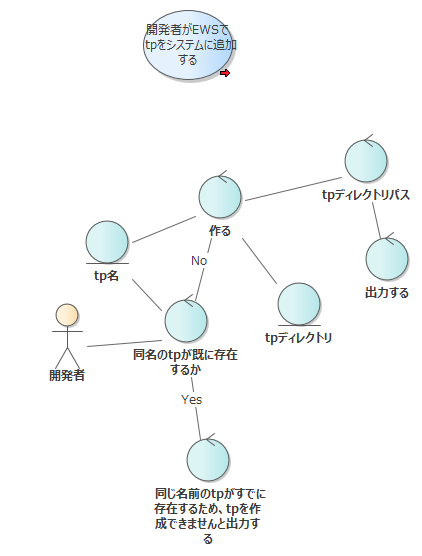 開発者がEWSで
tpをシステムに追加
する
tpディレクトリパス
作る
tp名
No
出力する
tpディレクトリ
同名のtpが既に存在
するか
開発者
Yes
同じ名前のtpがすでに
存在するため、tpを作
成できませんと出力す
る